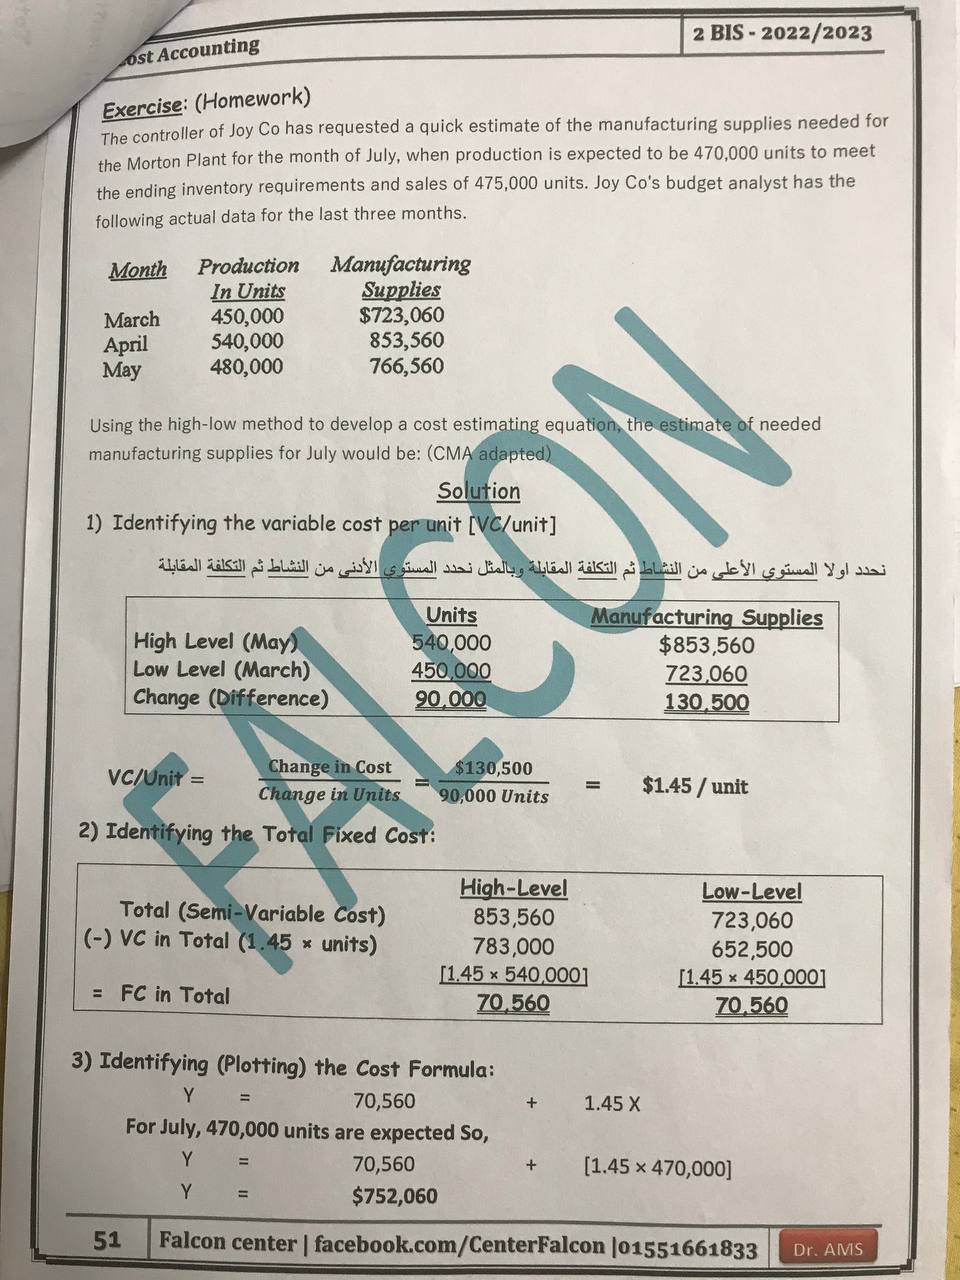 ost Accounting
2 BIS - 2022/2023
Exercise: (Homework)
The controller of Joy Co has requested a quick estimate of the manufacturing supplies needed for
the Morton Plant for the month of July, when production is expected to be 470,000 units to meet
the ending inventory requirements and sales of 475,000 units. Joy Co's budget analyst has the
following actual data for the last three months.
Month Production Manufacturing
In Units Supplies
March 450,000 $723,060
April 540,000 853,560
May 480,000 766,560
Using the high-low method to develop a cost estimating equation, the estimate of needed
manufacturing supplies for July would be: (CMA adapted)
Solution
1) Identifying the variable cost per unit [VC/unit]
نحدد اولا المستوي الأعلى من النشاط ثم التكلفة المقابلة وبالمثل نحدد المستوي الأدنى من النشاط ثم التكلفة المقابلة
Units Manufacturing Supplies
High Level (May) 540,000 $853,560
Low Level (March) 450,000 723,060
Change (Difference) 90,000 130,500
VC/Unit = Change in Cost / Change in Units = $130,500 / 90,000 Units = $1.45 / unit
2) Identifying the Total Fixed Cost:
High-Level Low-Level
Total (Semi-Variable Cost) 853,560 723,060
(-) VC in Total (1.45 × units) 783,000 652,500
[1.45 × 540,000] [1.45 × 450,000]
= FC in Total 70,560 70,560
3) Identifying (Plotting) the Cost Formula:
Y = 70,560 + 1.45 X
For July, 470,000 units are expected So,
Y = 70,560 + [1.45 × 470,000]
Y = $752,060
FALCON
51 Falcon center | facebook.com/CenterFalcon |01551661833 Dr. AMS